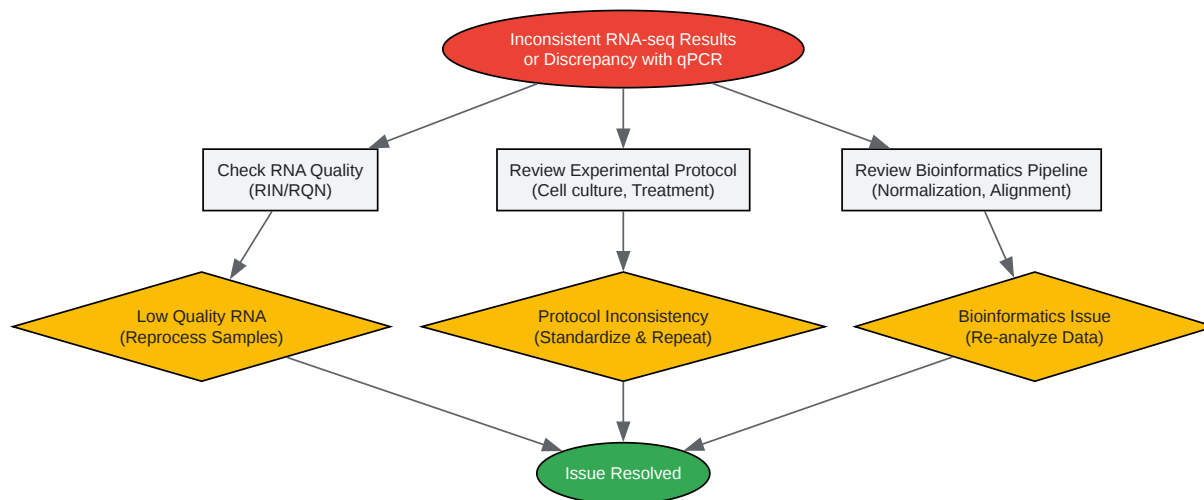 Inconsistent RNA-seq Results
or Discrepancy with qPCR
Check RNA Quality
(RIN/RQN)
Review Experimental Protocol
(Cell culture, Treatment)
Review Bioinformatics Pipeline
(Normalization, Alignment)
Low Quality RNA
(Reprocess Samples)
Protocol Inconsistency
(Standardize & Repeat)
Bioinformatics Issue
(Re-analyze Data)
Issue Resolved